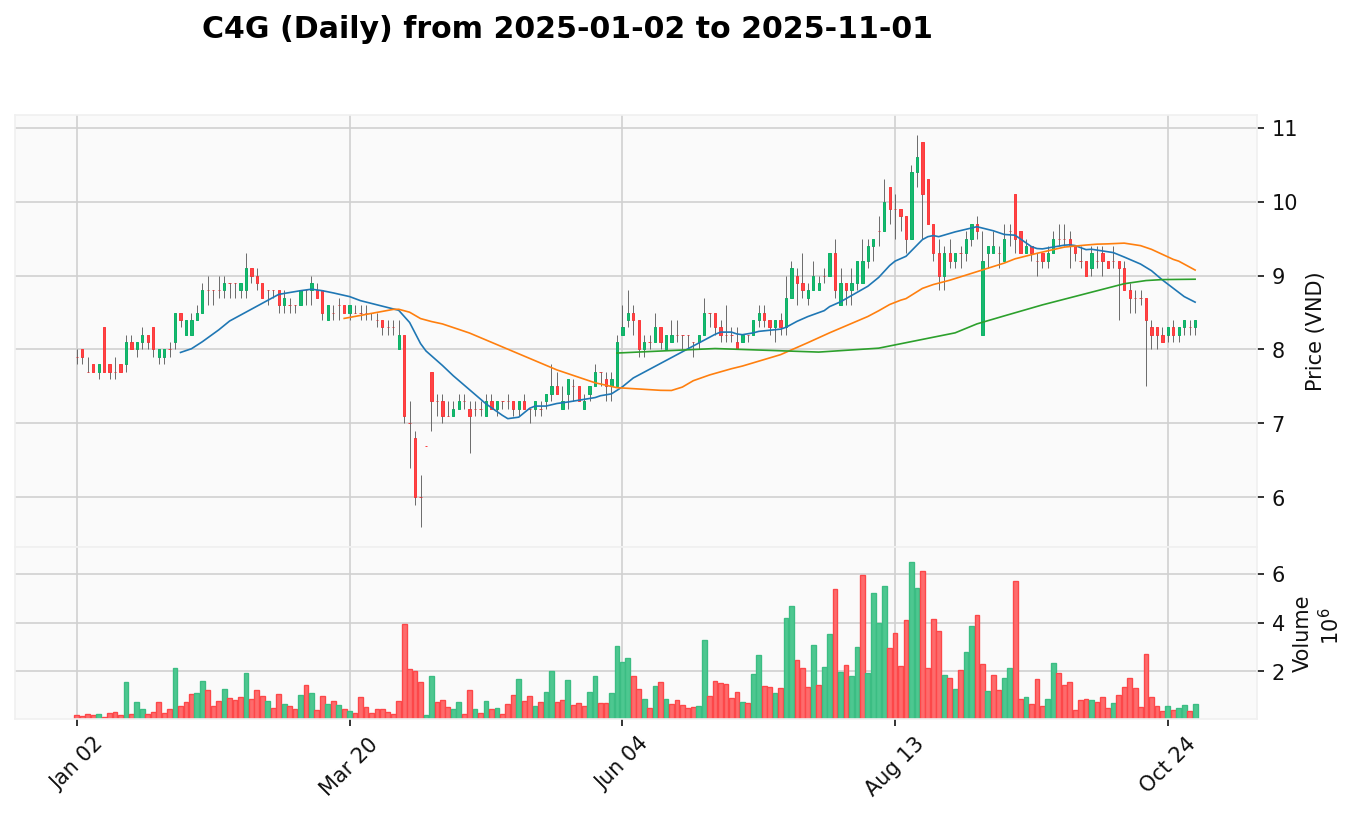 C4G (Daily) from 2025-01-02 to 2025-11-01
11
10
9
8
7
6
Price (VND)
6
4
2
Volume
10^6
Jan 02
Mar 20
Jun 04
Aug 13
Oct 24